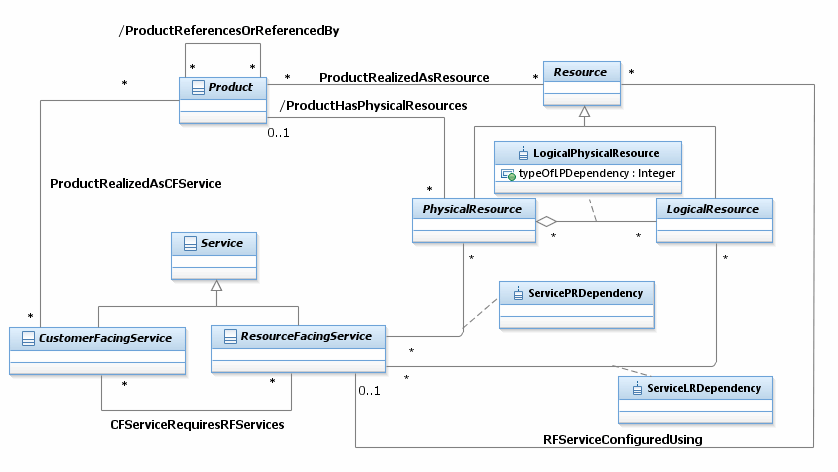 /ProductReferencesOrReferencedBy
* *
Product
*
* ProductRealizedAsResource *
Resource
*
/ProductHasPhysicalResources
0..1
LogicalPhysicalResource
typeOfLPDependency : Integer
ProductRealizedAsCFService
*
PhysicalResource
LogicalResource
* *
Service
* *
ServicePRDependency
*
CustomerFacingService
ResourceFacingService
*
*
ServiceLRDependency
* *
0..1
CFServiceRequiresRFServices
RFServiceConfiguredUsing